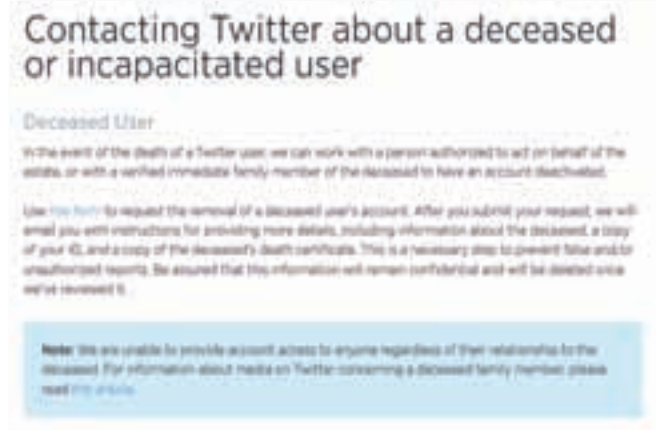 Contacting Twitter about a deceased
or incapacitated user
Deceased User
In the event of the death of a Twitter user, we can work with a person authorized to act on behalf of the
estate, or with a verified immediate family member of the deceased to have an account deactivated.
Use this form to request the removal of a deceased user's account. After you submit your request, we will
email you with instructions for providing more details, including information about the deceased, a copy
of your ID, and a copy of the deceased's death certificate. This is a necessary step to prevent false and/or
unauthorized reports. Be assured that this information will remain confidential and will be deleted once
we've reviewed it.
Note: We are unable to provide account access to anyone regardless of their relationship to the
deceased. For information about media on Twitter concerning a deceased family member, please
read this article.